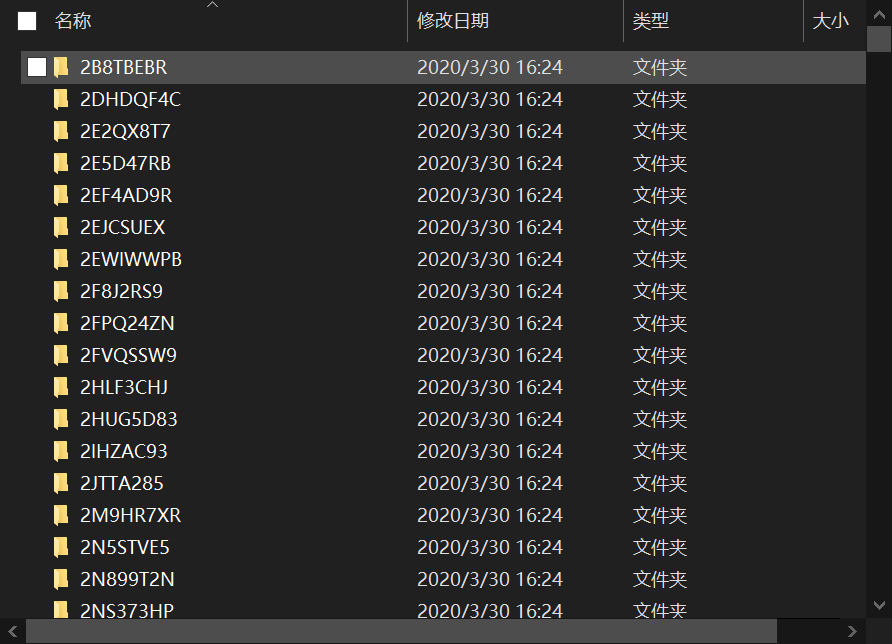 名称 修改日期 类型 大小
2B8TBEBR 2020/3/30 16:24 文件夹
2DHDQF4C 2020/3/30 16:24 文件夹
2E2QX8T7 2020/3/30 16:24 文件夹
2E5D47RB 2020/3/30 16:24 文件夹
2EF4AD9R 2020/3/30 16:24 文件夹
2EJCSUEX 2020/3/30 16:24 文件夹
2EWIWWPB 2020/3/30 16:24 文件夹
2F8J2RS9 2020/3/30 16:24 文件夹
2FPQ24ZN 2020/3/30 16:24 文件夹
2FVQSSW9 2020/3/30 16:24 文件夹
2HLF3CHJ 2020/3/30 16:24 文件夹
2HUG5D83 2020/3/30 16:24 文件夹
2IHZAC93 2020/3/30 16:24 文件夹
2JTTA285 2020/3/30 16:24 文件夹
2M9HR7XR 2020/3/30 16:24 文件夹
2N5STVE5 2020/3/30 16:24 文件夹
2N899T2N 2020/3/30 16:24 文件夹
2NS373HP 2020/3/30 16:24 文件夹